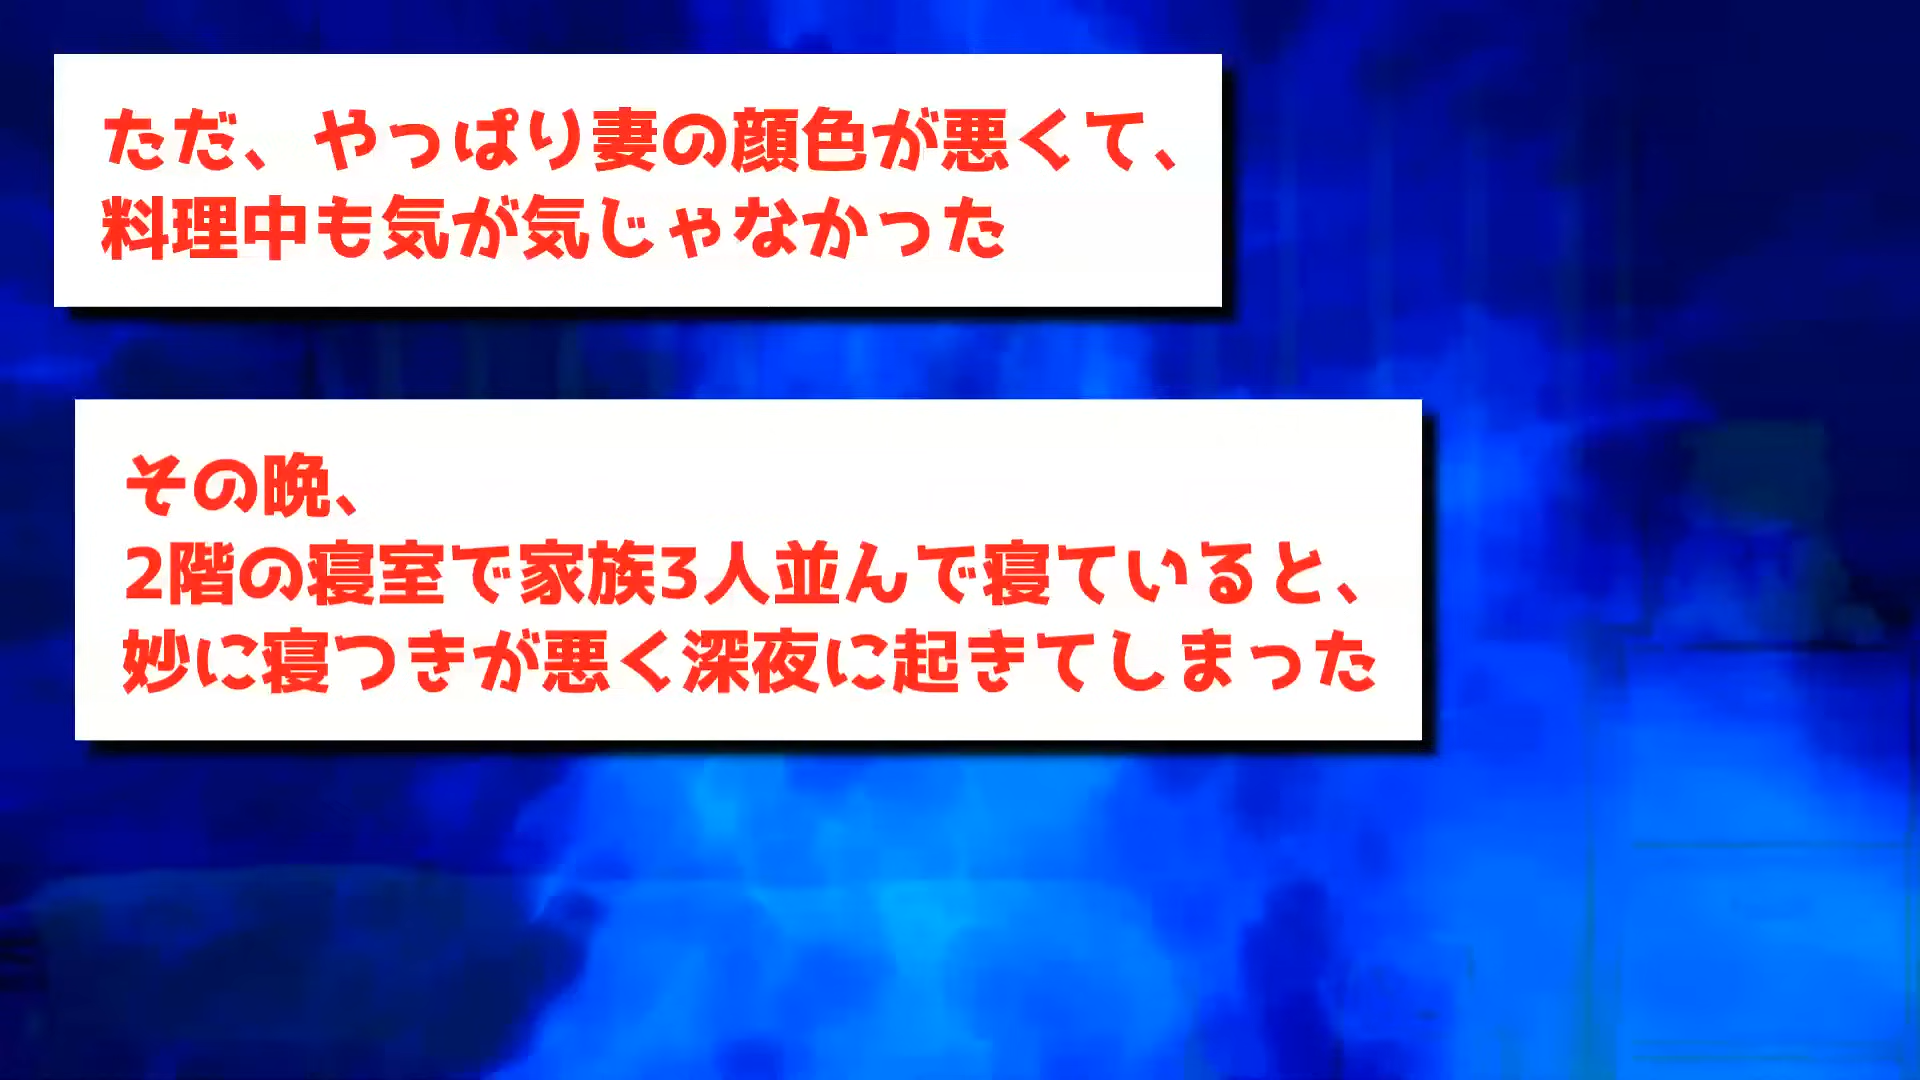 ただ、やっぱり妻の顔色が悪くて、
料理中も気が気じゃなかった
その晩、
2階の寝室で家族3人並んで寝ていると、
妙に寝つきが悪く深夜に起きてしまった